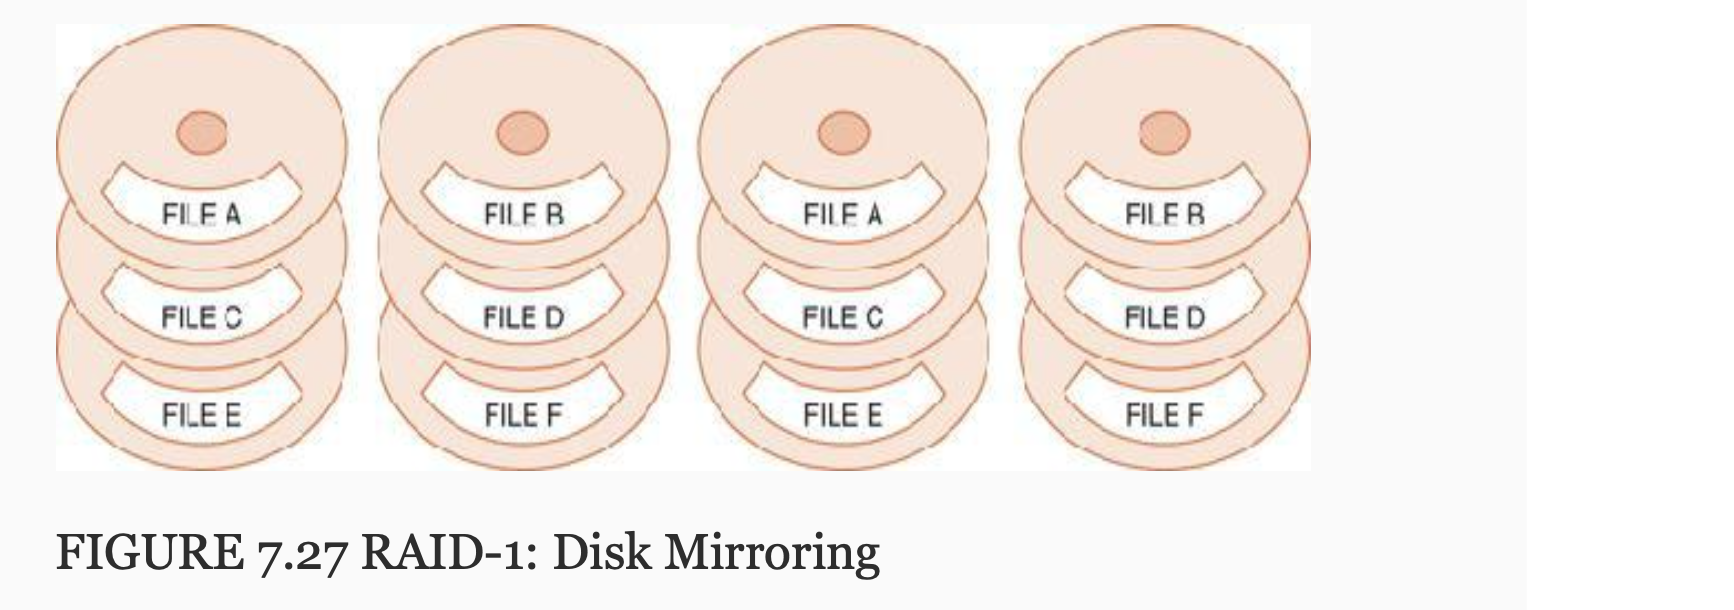 FILE A FILE B FILE A FILE B
FILE C FILE D FILE C FILE D
FILE E FILE F FILE E FILE F
FIGURE 7.27 RAID-1: Disk Mirroring